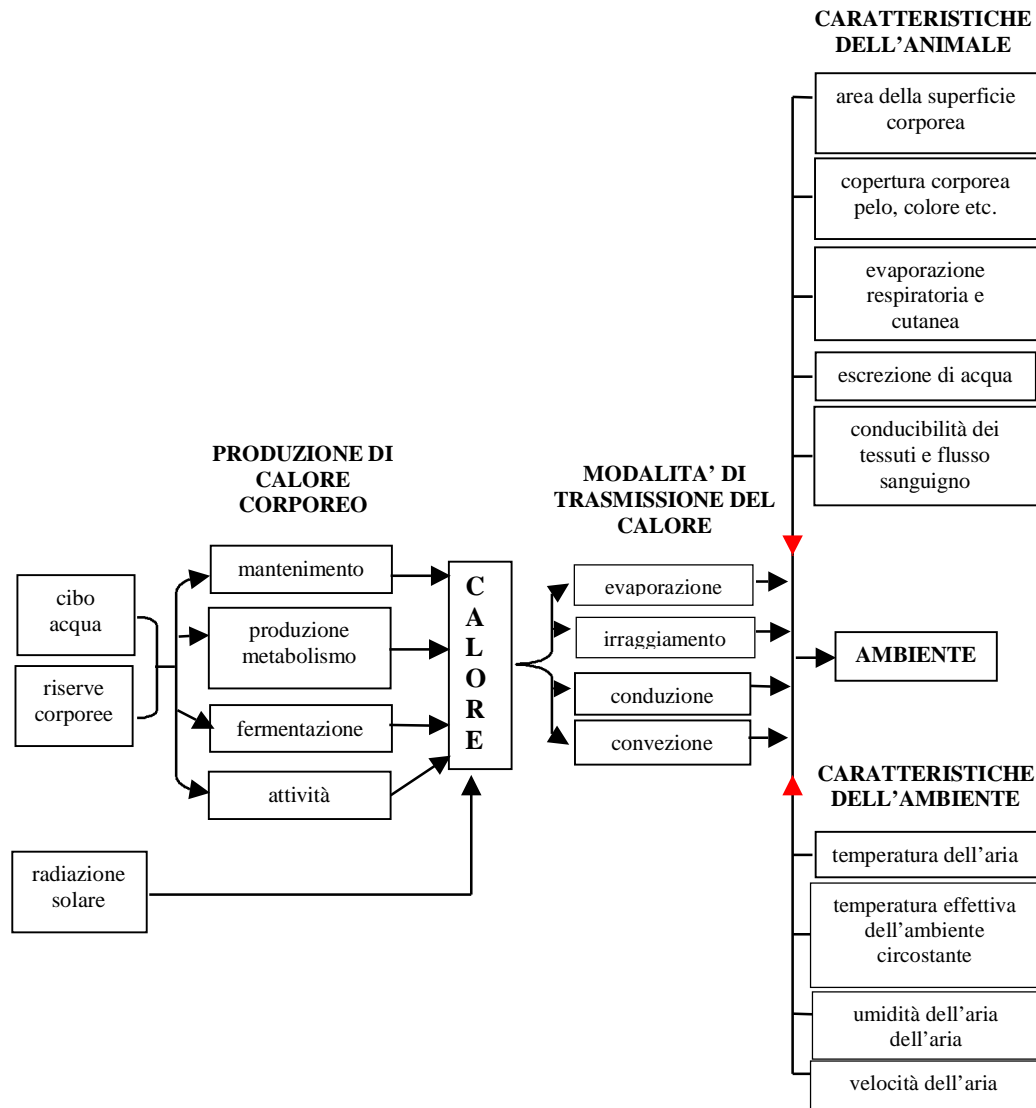 CARATTERISTICHE
DELL'ANIMALE
area della superficie
corporea
copertura corporea
pelo, colore etc.
evaporazione
respiratoria e
cutanea
escrezione di acqua
conducibilità dei
tessuti e flusso
sanguigno
PRODUZIONE DI
CALORE
CORPOREO
MODALITA' DI
TRASMISSIONE DEL
CALORE
cibo
acqua
riserve
corporee
mantenimento
produzione
metabolismo
fermentazione
attività
radiazione
solare
C
A
L
O
R
E
evaporazione
irraggiamento
conduzione
convezione
AMBIENTE
CARATTERISTICHE
DELL'AMBIENTE
temperatura dell'aria
temperatura effettiva
dell'ambiente
circostante
umidità dell'aria
dell'aria
velocità dell'aria